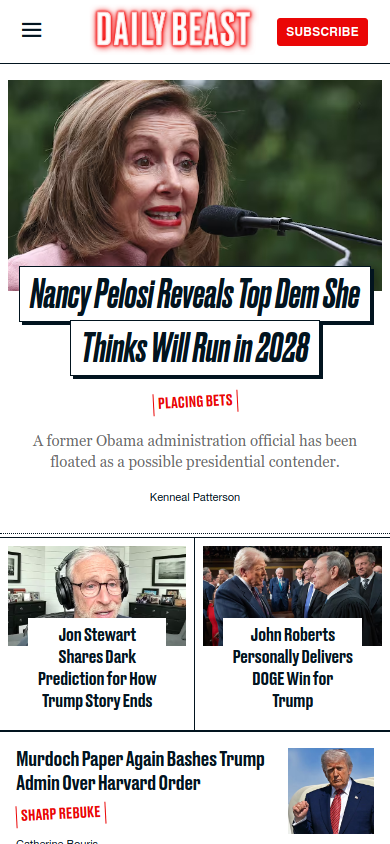 DAILY BEAST
SUBSCRIBE
Nancy Pelosi Reveals Top Dem She
Thinks Will Run in 2028
PLACING BETS
A former Obama administration official has been
floated as a possible presidential contender.
Kenneal Patterson
Jon Stewart
Shares Dark
Prediction for How
Trump Story Ends
John Roberts
Personally Delivers
DOGE Win for
Trump
Murdoch Paper Again Bashes Trump
Admin Over Harvard Order
SHARP REBUKE
Catherine Bouris